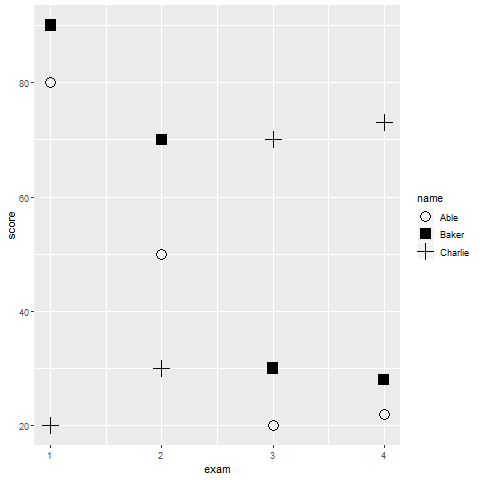 80
60
40
20
score
1 2 3 4
exam
name
Able
Baker
Charlie